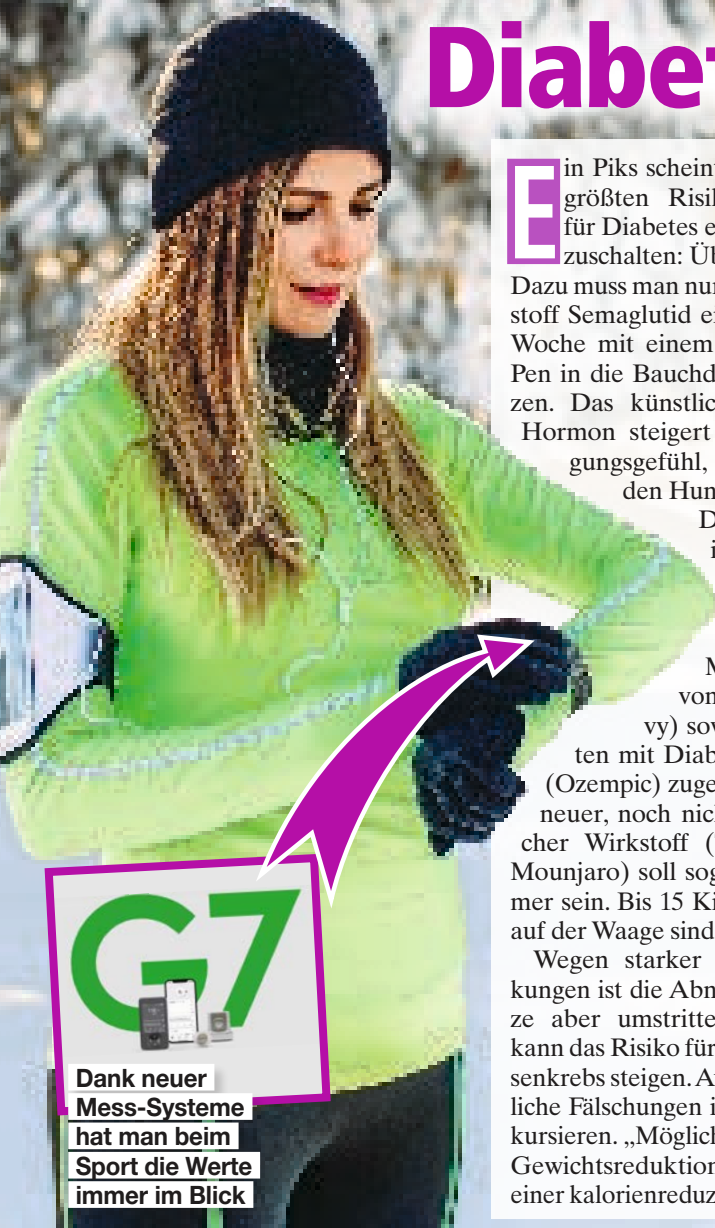 Diabet
Ein Piks schein
größten Risik
für Diabetes e
zuschalten: Üb
Dazu muss man nur
stoff Semaglutid ei
Woche mit einem
Pen in die Bauchd
zen. Das künstlic
Hormon steigert
gungsgefühl,
den Hun
D
i
M
von
vy) sow
ten mit Diab
(Ozempic) zuge
neuer, noch nic
cher Wirkstoff (
Mounjaro) soll sog
mer sein. Bis 15 Ki
auf der Waage sind
Wegen starker
kungen ist die Abn
ze aber umstritte
kann das Risiko für
senkrebs steigen. A
liche Fälschungen i
kursieren. „Möglich
Gewichtsreduktion
einer kalorienreduz
G7
Dank neuer
Mess-Systeme
hat man beim
Sport die Werte
immer im Blick